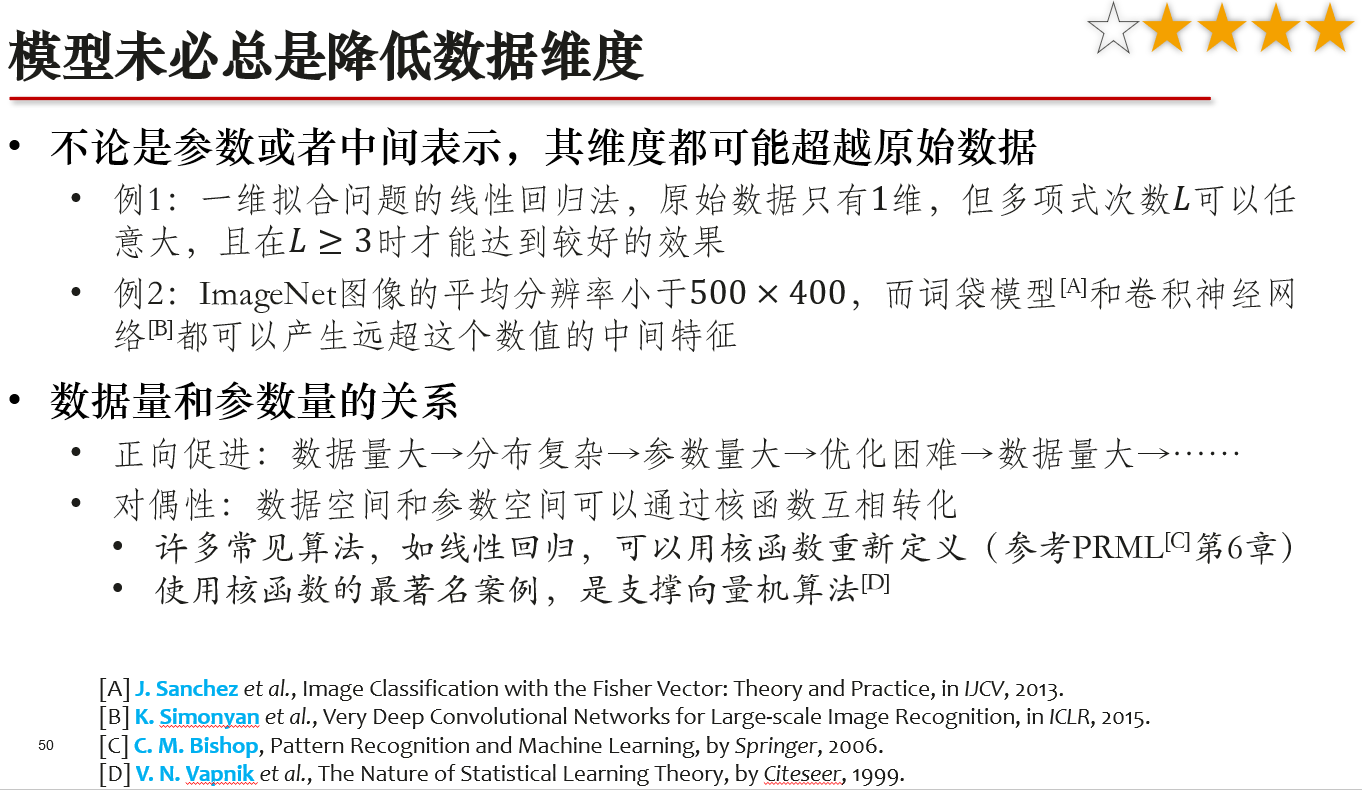 模型未必总是降低数据维度
• 不论是参数或者中间表示，其维度都可能超越原始数据
• 例1：一维拟合问题的线性回归法，原始数据只有1维，但多项式次数L可以任
意大，且在L ≥ 3时才能达到较好的效果
• 例2：ImageNet图像的平均分辨率小于500 × 400，而词袋模型[A]和卷积神经网
络[B]都可以产生远超这个数值的中间特征
• 数据量和参数量的关系
• 正向促进：数据量大→分布复杂→参数量大→优化困难→数据量大→……
• 对偶性：数据空间和参数空间可以通过核函数互相转化
• 许多常见算法，如线性回归，可以用核函数重新定义（参考PRML[C]第6章）
• 使用核函数的最著名案例，是支撑向量机算法[D]
[A] J. Sanchez et al., Image Classification with the Fisher Vector: Theory and Practice, in IJCV, 2013.
[B] K. Simonyan et al., Very Deep Convolutional Networks for Large-scale Image Recognition, in ICLR, 2015.
50
[C] C. M. Bishop, Pattern Recognition and Machine Learning, by Springer, 2006.
[D] V. N. Vapnik et al., The Nature of Statistical Learning Theory, by Citeseer, 1999.